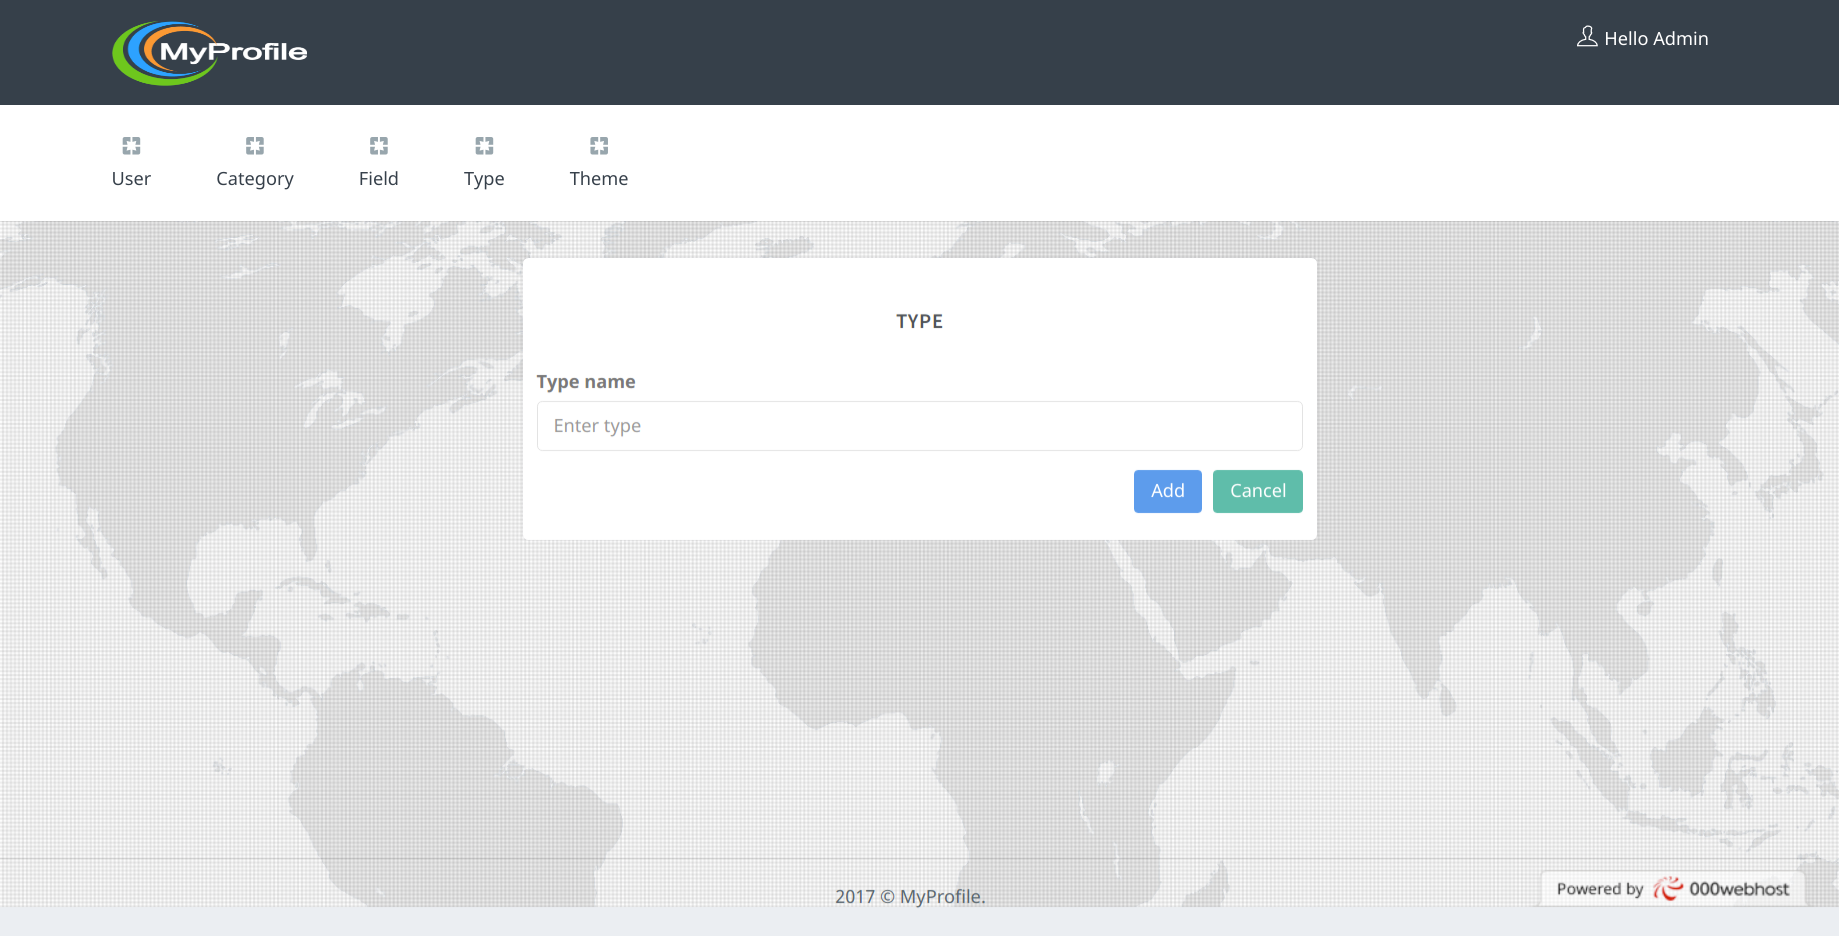 MyProfile
Hello Admin
User
Category
Field
Type
Theme
TYPE
Type name
Enter type
Add
Cancel
2017 © MyProfile.
Powered by 000webhost